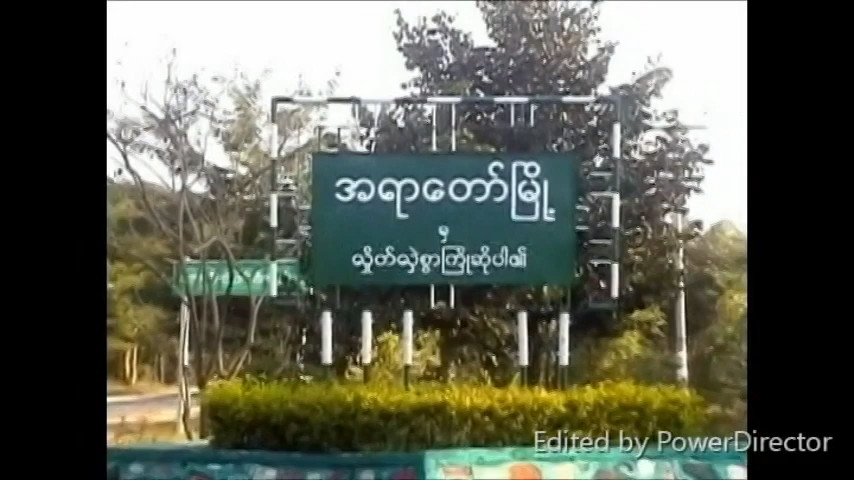 အရာတော်မြို့
မှ
လှိုက်လှဲစွာကြိုဆိုပါ၏
Edited by PowerDirector